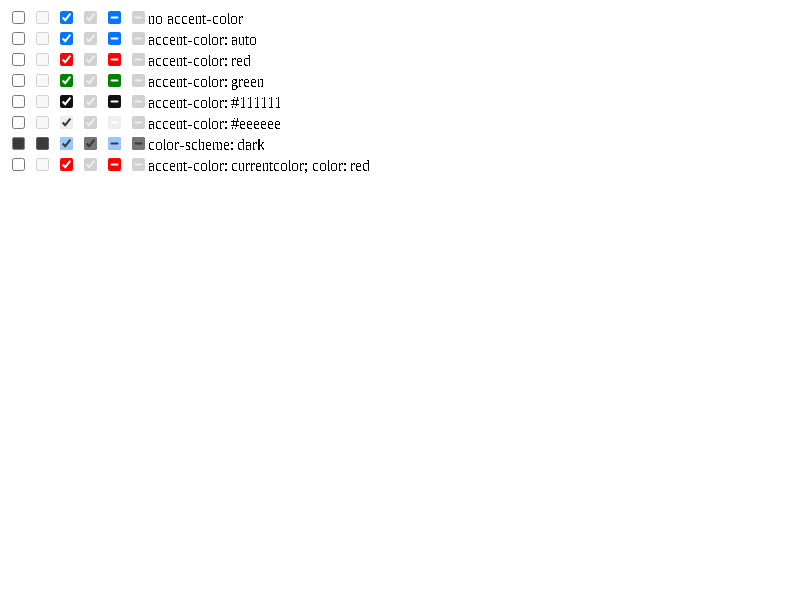 no accent-color
accent-color: auto
accent-color: red
accent-color: green
accent-color: #111111
accent-color: #eeeeee
color-scheme: dark
accent-color: currentcolor; color: red